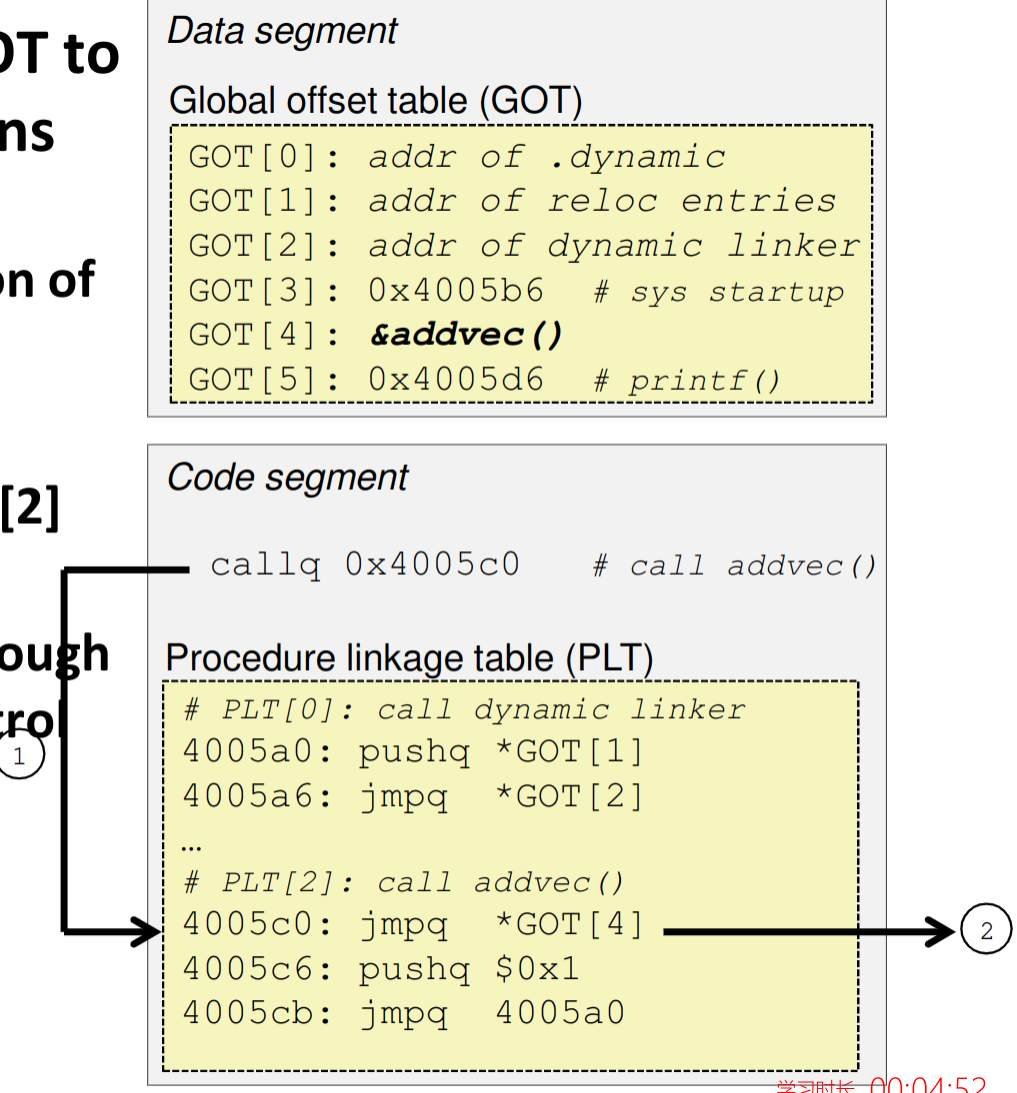 OT to
ns
on of
[2]
ough
trol
Data segment
Global offset table (GOT)
GOT[0]: addr of .dynamic
GOT[1]: addr of reloc entries
GOT[2]: addr of dynamic linker
GOT[3]: 0x4005b6 # sys startup
GOT[4]: &addvec()
GOT[5]: 0x4005d6 # printf()
Code segment
callq 0x4005c0 # call addvec()
Procedure linkage table (PLT)
# PLT[0]: call dynamic linker
4005a0: pushq *GOT[1]
4005a6: jmpq *GOT[2]
…
# PLT[2]: call addvec()
4005c0: jmpq *GOT[4]
4005c6: pushq $0x1
4005cb: jmpq 4005a0
1
2
学习时长 00:04:52